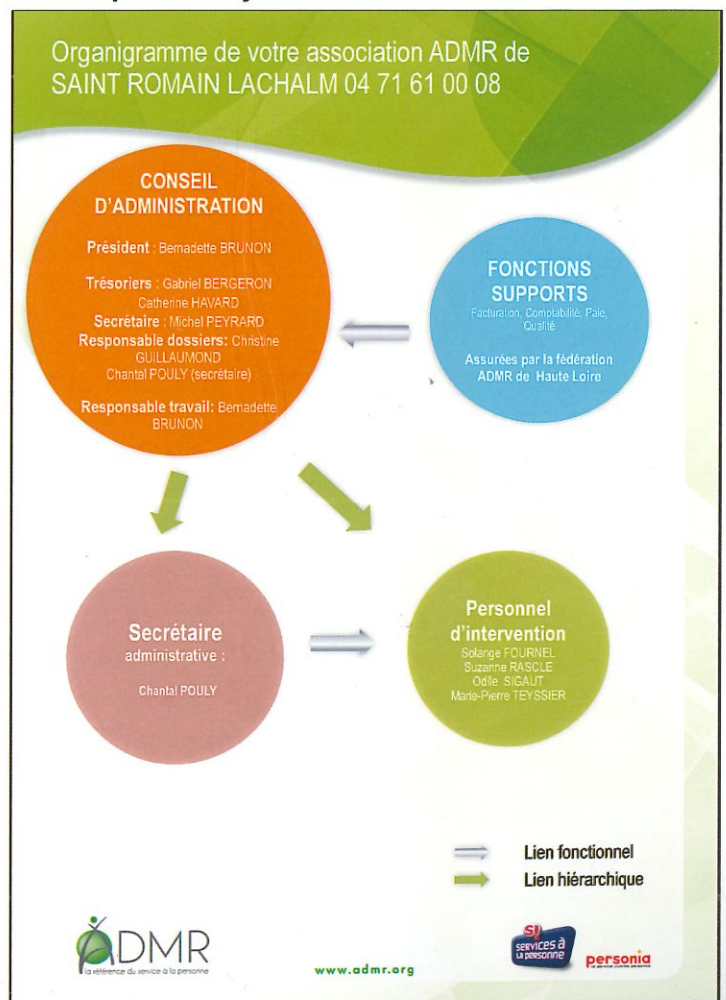 Organigramme de votre association ADMR de
SAINT ROMAIN LACHALM 04 71 61 00 08
CONSEIL
D'ADMINISTRATION
Président : Bernadette BRUNON
Trésoriers : Gabriel BERGERON
Catherine HAVARD
Secrétaire : Michel PEYRARD
Responsable dossiers: Christine
GUILLAUMOND
Chantal POULY (secrétaire)
Responsable travail: Bernadette
BRUNON
FONCTIONS
SUPPORTS
Facturation, Comptabilité, Paie,
Qualité
Assurées par la fédération
ADMR de Haute Loire
Secrétaire
administrative :
Chantal POULY
Personnel
d'intervention
Solange FOURNEL
Suzanne RASCLE
Odile SIGAUT
Marie-Pierre TEYSSIER
Lien fonctionnel
Lien hiérarchique
ADMR
la référence du service à la personne
www.admr.org
SERVICES à
LA PERSONNE
personia